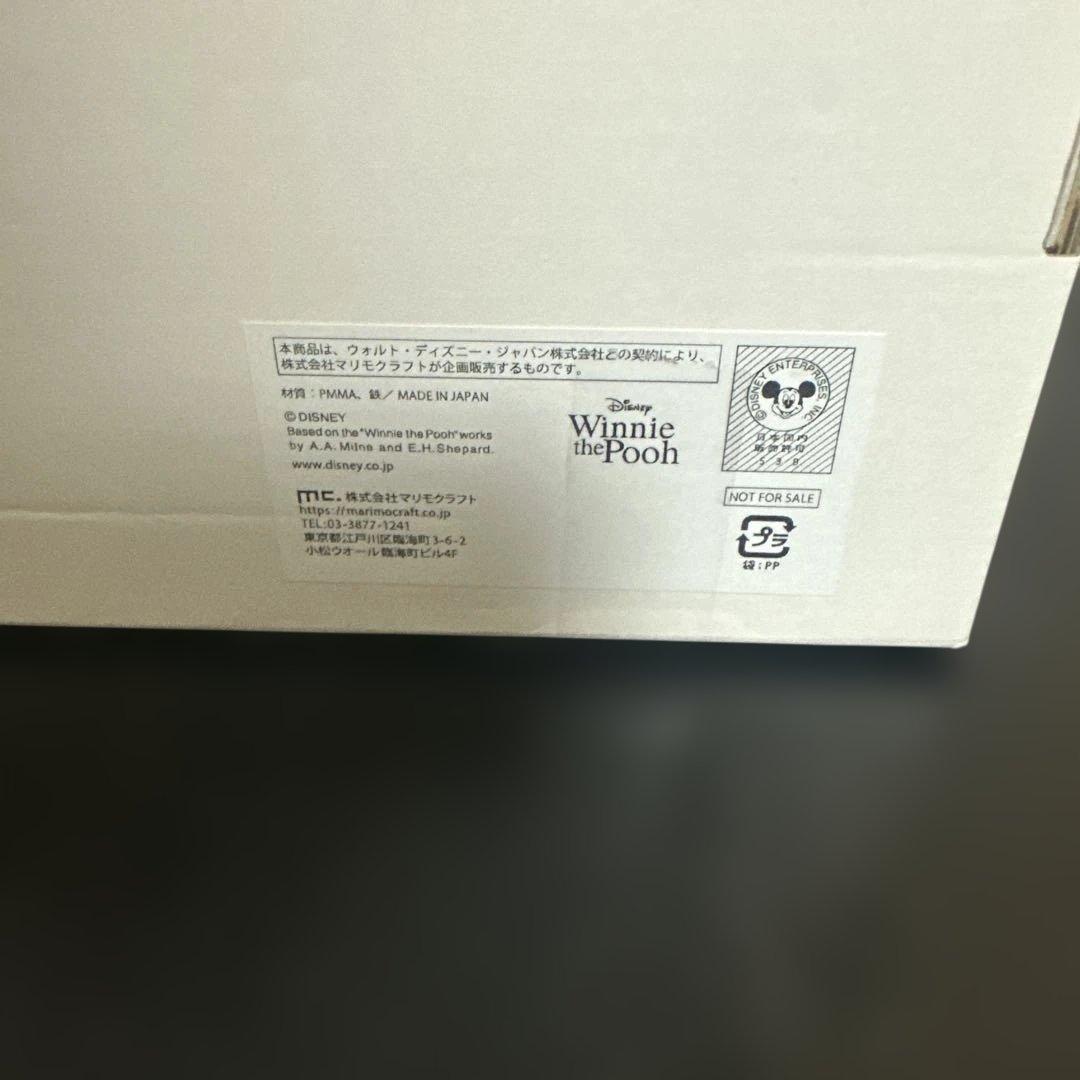 本商品は、ウォルト・ディズニー・ジャパン株式会社との契約により、
株式会社マリモクラフトが企画販売するものです。
材質：PMMA、鉄／MADE IN JAPAN
©DISNEY
Based on the "Winnie the Pooh" works
by A.A. Milne and E.H. Shepard.
www.disney.co.jp
mc. 株式会社マリモクラフト
https://marimocraft.co.jp
TEL:03-3877-1241
東京都江戸川区臨海町3-6-2
小松ウオール臨海町ビル4F
Disney
Winnie
the Pooh
©DISNEY ENTERPRISES, INC.
日本国内
販売許可
538
NOT FOR SALE
プラ
袋：PP